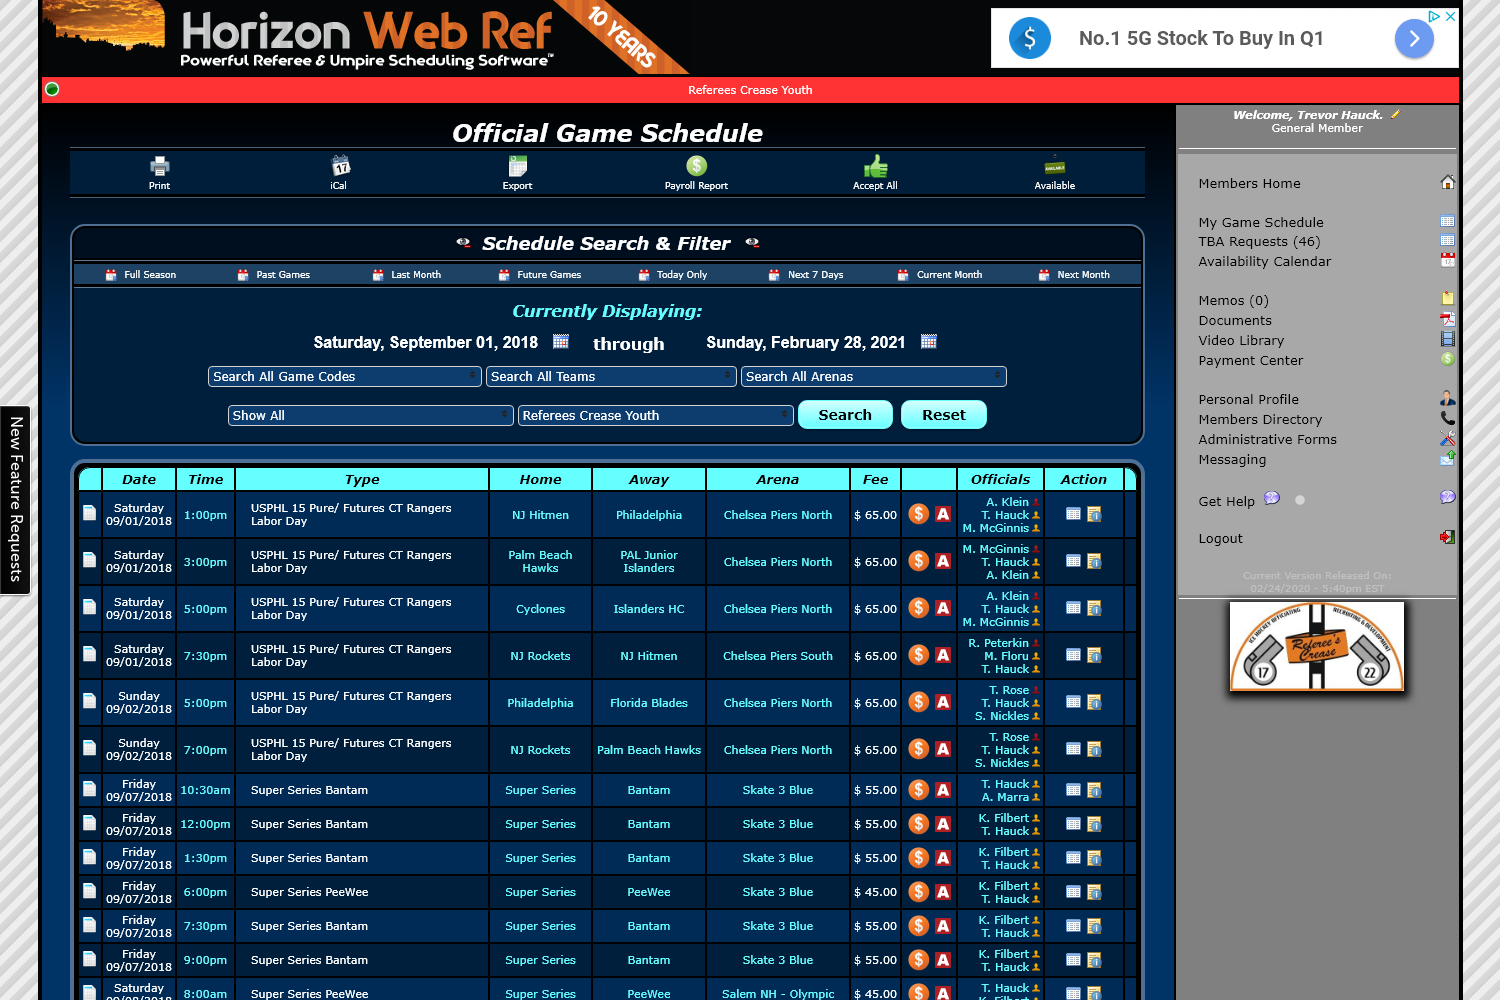 Horizon Web Ref
Powerful Referee & Umpire Scheduling Software™
10 YEARS
No.1 5G Stock To Buy In Q1
Referees Crease Youth
Official Game Schedule
Print iCal Export Payroll Report Accept All Available
Schedule Search & Filter
Full Season Past Games Last Month Future Games Today Only Next 7 Days Current Month Next Month
Currently Displaying:
Saturday, September 01, 2018 through Sunday, February 28, 2021
Search All Game Codes Search All Teams Search All Arenas
Show All Referees Crease Youth Search Reset
Date Time Type Home Away Arena Fee Officials Action
Saturday 09/01/2018 1:00pm USPHL 15 Pure/ Futures CT Rangers Labor Day NJ Hitmen Philadelphia Chelsea Piers North $ 65.00 A A. Klein T. Hauck M. McGinnis
Saturday 09/01/2018 3:00pm USPHL 15 Pure/ Futures CT Rangers Labor Day Palm Beach Hawks PAL Junior Islanders Chelsea Piers North $ 65.00 A M. McGinnis T. Hauck A. Klein
Saturday 09/01/2018 5:00pm USPHL 15 Pure/ Futures CT Rangers Labor Day Cyclones Islanders HC Chelsea Piers North $ 65.00 A A. Klein T. Hauck M. McGinnis
Saturday 09/01/2018 7:30pm USPHL 15 Pure/ Futures CT Rangers Labor Day NJ Rockets NJ Hitmen Chelsea Piers South $ 65.00 A R. Peterkin M. Floru T. Hauck
Sunday 09/02/2018 5:00pm USPHL 15 Pure/ Futures CT Rangers Labor Day Philadelphia Florida Blades Chelsea Piers North $ 65.00 A T. Rose T. Hauck S. Nickles
Sunday 09/02/2018 7:00pm USPHL 15 Pure/ Futures CT Rangers Labor Day NJ Rockets Palm Beach Hawks Chelsea Piers North $ 65.00 A T. Rose T. Hauck S. Nickles
Friday 09/07/2018 10:30am Super Series Bantam Super Series Bantam Skate 3 Blue $ 55.00 A T. Hauck A. Marra
Friday 09/07/2018 12:00pm Super Series Bantam Super Series Bantam Skate 3 Blue $ 55.00 A K. Filbert T. Hauck
Friday 09/07/2018 1:30pm Super Series Bantam Super Series Bantam Skate 3 Blue $ 55.00 A K. Filbert T. Hauck
Friday 09/07/2018 6:00pm Super Series PeeWee Super Series PeeWee Skate 3 Blue $ 45.00 A K. Filbert T. Hauck
Friday 09/07/2018 7:30pm Super Series Bantam Super Series Bantam Skate 3 Blue $ 55.00 A K. Filbert T. Hauck
Friday 09/07/2018 9:00pm Super Series Bantam Super Series Bantam Skate 3 Blue $ 55.00 A K. Filbert T. Hauck
Saturday 8:00am Super Series PeeWee Super Series PeeWee Salem NH - Olympic $ 45.00 A T. Hauck
Welcome, Trevor Hauck.
General Member
Members Home
My Game Schedule
TBA Requests (46)
Availability Calendar
Memos (0)
Documents
Video Library
Payment Center
Personal Profile
Members Directory
Administrative Forms
Messaging
Get Help
Logout
Current Version Released On:
02/24/2020 - 5:40pm EST
ICE HOCKEY OFFICIATING RECRUITING & DEVELOPMENT
Referee's Crease
17 22
New Feature Requests